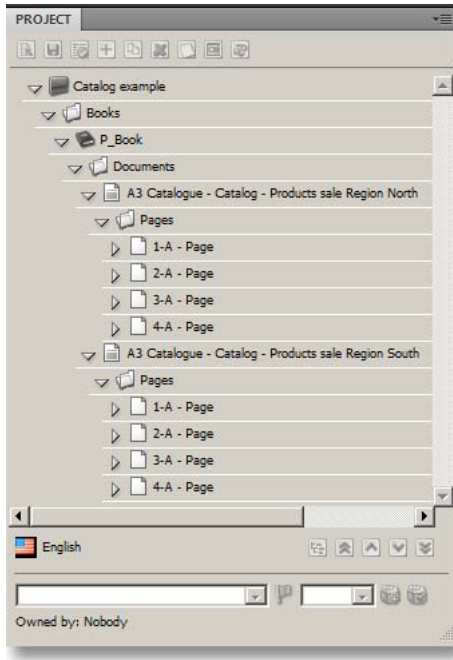 PROJECT
Catalog example
Books
P_Book
Documents
A3 Catalogue - Catalog - Products sale Region North
Pages
1-A - Page
2-A - Page
3-A - Page
4-A - Page
A3 Catalogue - Catalog - Products sale Region South
Pages
1-A - Page
2-A - Page
3-A - Page
4-A - Page
English
Owned by: Nobody